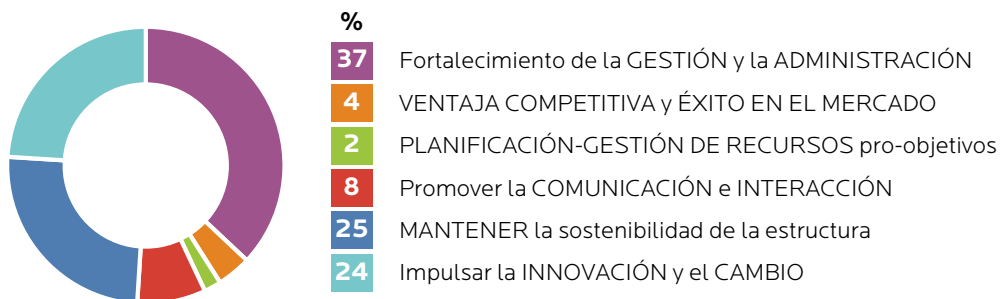 %
37 Fortalecimiento de la GESTIÓN y la ADMINISTRACIÓN
4 VENTAJA COMPETITIVA y ÉXITO EN EL MERCADO
2 PLANIFICACIÓN-GESTIÓN DE RECURSOS pro-objetivos
8 Promover la COMUNICACIÓN e INTERACCIÓN
25 MANTENER la sostenibilidad de la estructura
24 Impulsar la INNOVACIÓN y el CAMBIO